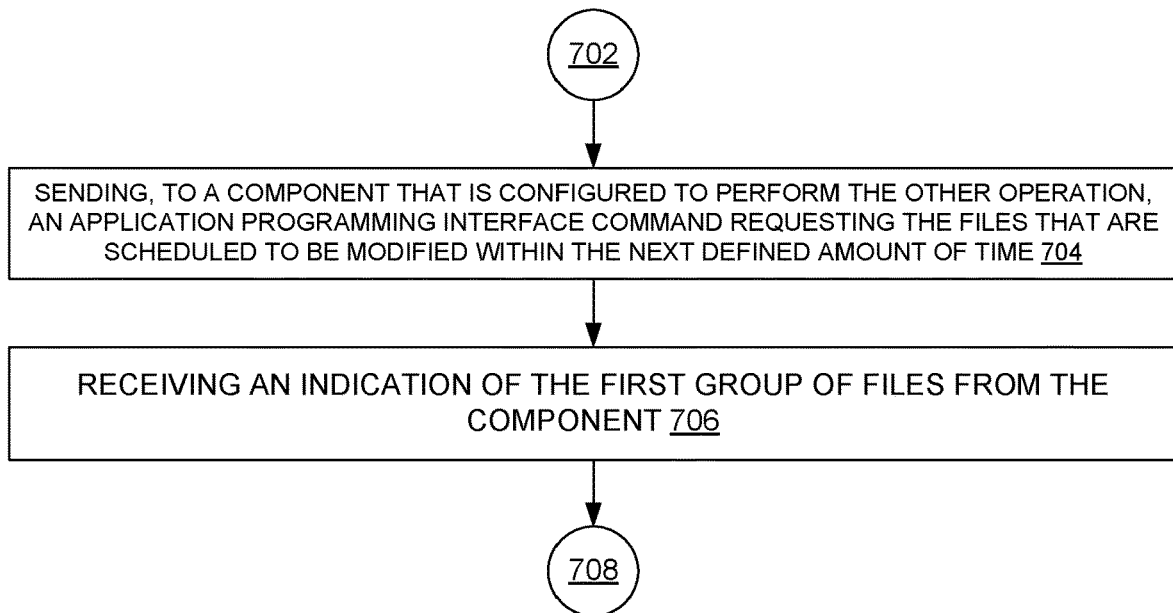 702
SENDING, TO A COMPONENT THAT IS CONFIGURED TO PERFORM THE OTHER OPERATION,
AN APPLICATION PROGRAMMING INTERFACE COMMAND REQUESTING THE FILES THAT ARE
SCHEDULED TO BE MODIFIED WITHIN THE NEXT DEFINED AMOUNT OF TIME 704
RECEIVING AN INDICATION OF THE FIRST GROUP OF FILES FROM THE
COMPONENT 706
708